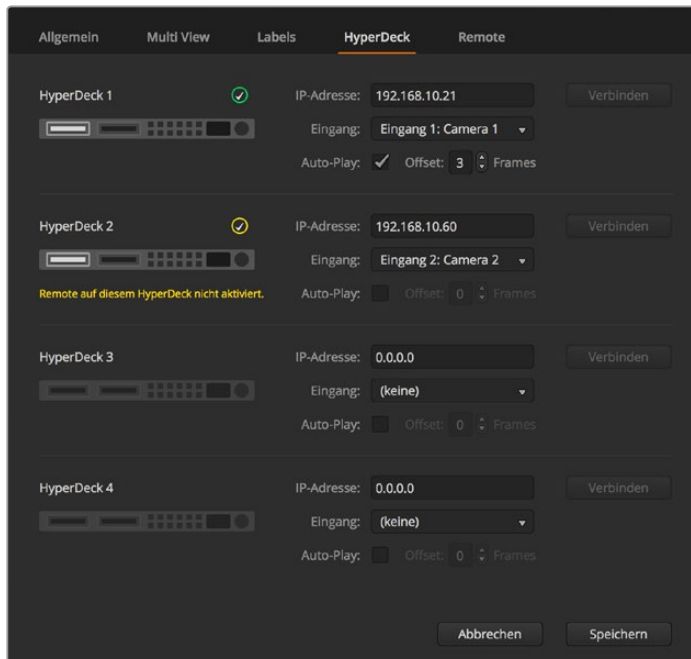 Allgemein Multi View Labels HyperDeck Remote
HyperDeck 1 IP-Adresse: 192.168.10.21 Verbinden
Eingang: Eingang 1: Camera 1
Auto-Play: Offset: 3 Frames
HyperDeck 2 IP-Adresse: 192.168.10.60 Verbinden
Eingang: Eingang 2: Camera 2
Remote auf diesem HyperDeck nicht aktiviert. Auto-Play: Offset: 0 Frames
HyperDeck 3 IP-Adresse: 0.0.0.0 Verbinden
Eingang: (keine)
Auto-Play: Offset: 0 Frames
HyperDeck 4 IP-Adresse: 0.0.0.0 Verbinden
Eingang: (keine)
Auto-Play: Offset: 0 Frames
Abbrechen Speichern